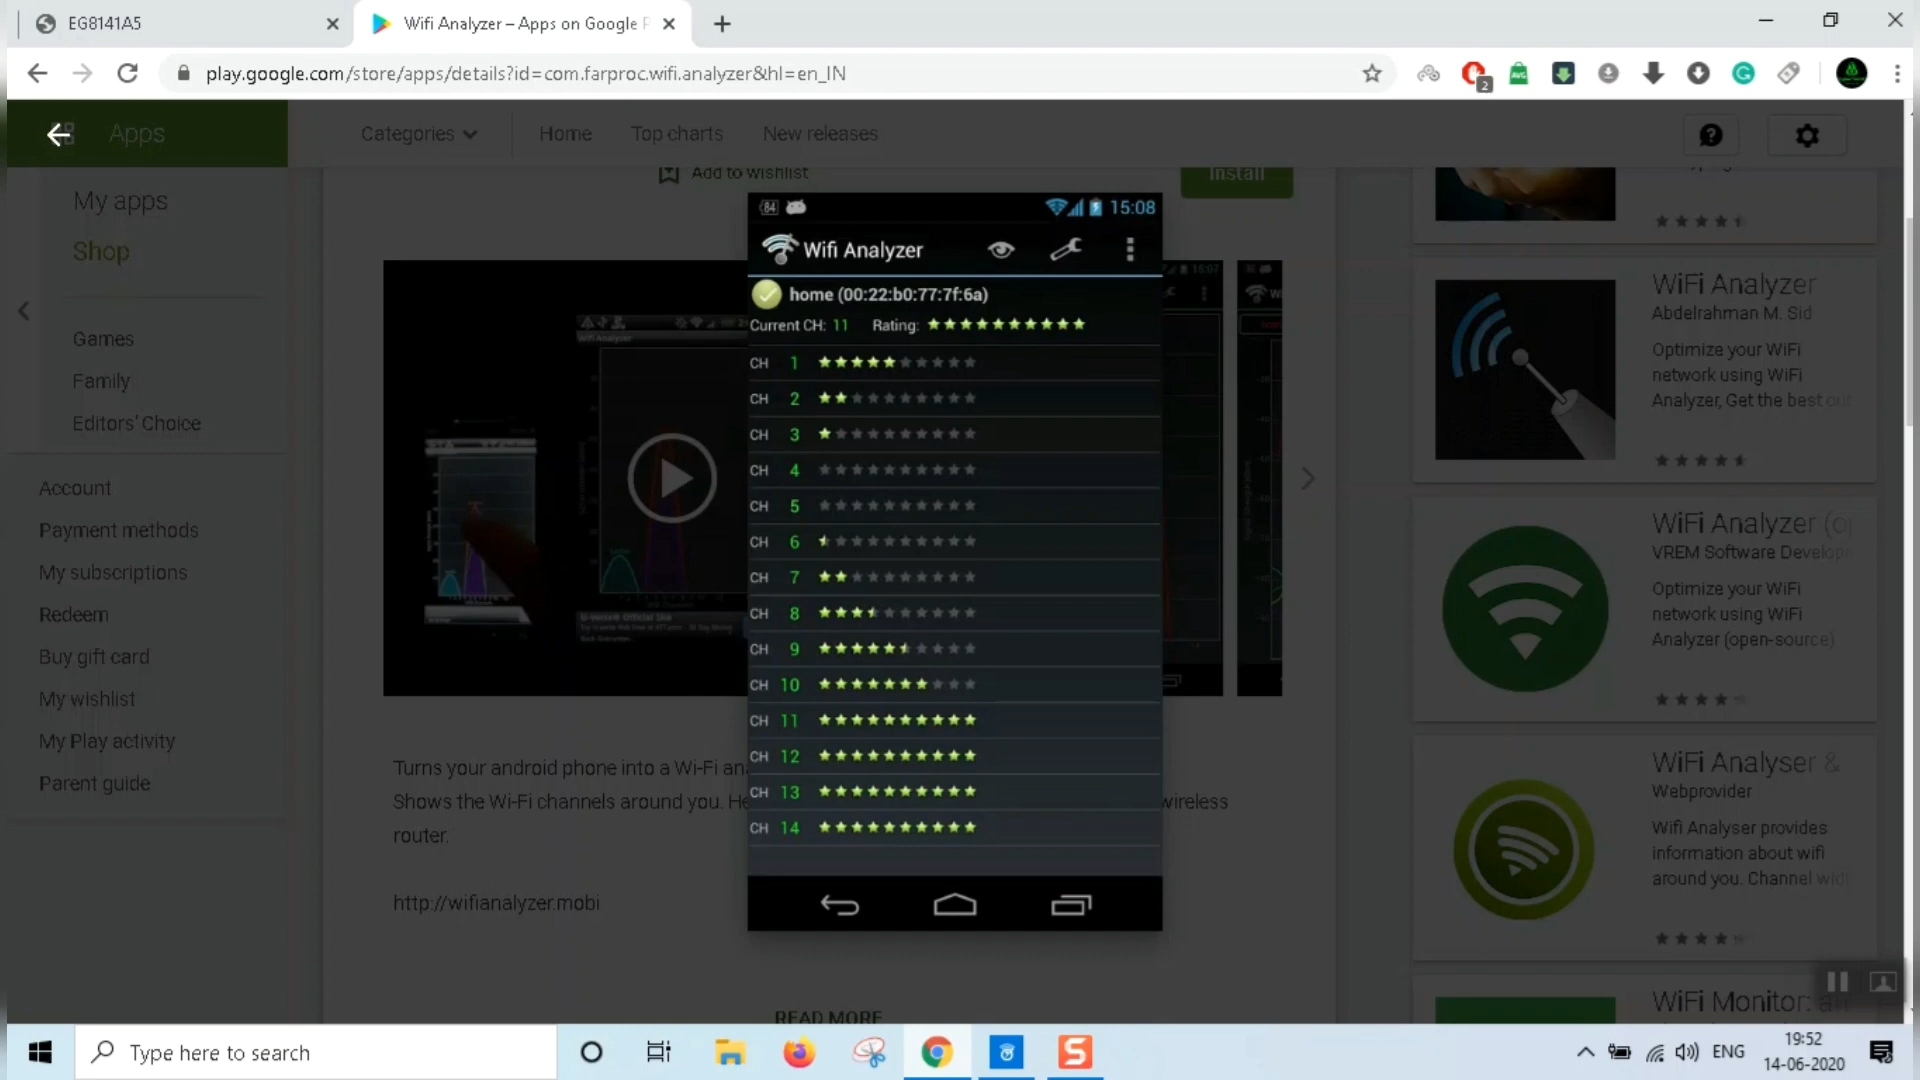 EG8141A5
Wifi Analyzer – Apps on Google P
play.google.com/store/apps/details?id=com.farproc.wifi.analyzer&hl=en_IN
2
Apps
Categories
Home
Top charts
New releases
My apps
Shop
Games
Family
Editors' Choice
Account
Payment methods
My subscriptions
Redeem
Buy gift card
My wishlist
My Play activity
Parent guide
Add to wishlist
Install
84
15:08
Wifi Analyzer
home (00:22:b0:77:7f:6a)
Current CH: 11 Rating:
CH 1
CH 2
CH 3
CH 4
CH 5
CH 6
CH 7
CH 8
CH 9
CH 10
CH 11
CH 12
CH 13
CH 14
Turns your android phone into a Wi-Fi an
Shows the Wi-Fi channels around you. He
wireless
router.
http://wifianalyzer.mobi
READ MORE
WiFi Analyzer
Abdelrahman M. Sid
Optimize your WiFi
network using WiFi
Analyzer, Get the best out
WiFi Analyzer (op
VREM Software Develope
Optimize your WiFi
network using WiFi
Analyzer (open-source)
WiFi Analyser &
Webprovider
Wifi Analyser provides
information about wifi
around you. Channel widt
WiFi Monitor: an
Type here to search
ENG
19:52
14-06-2020